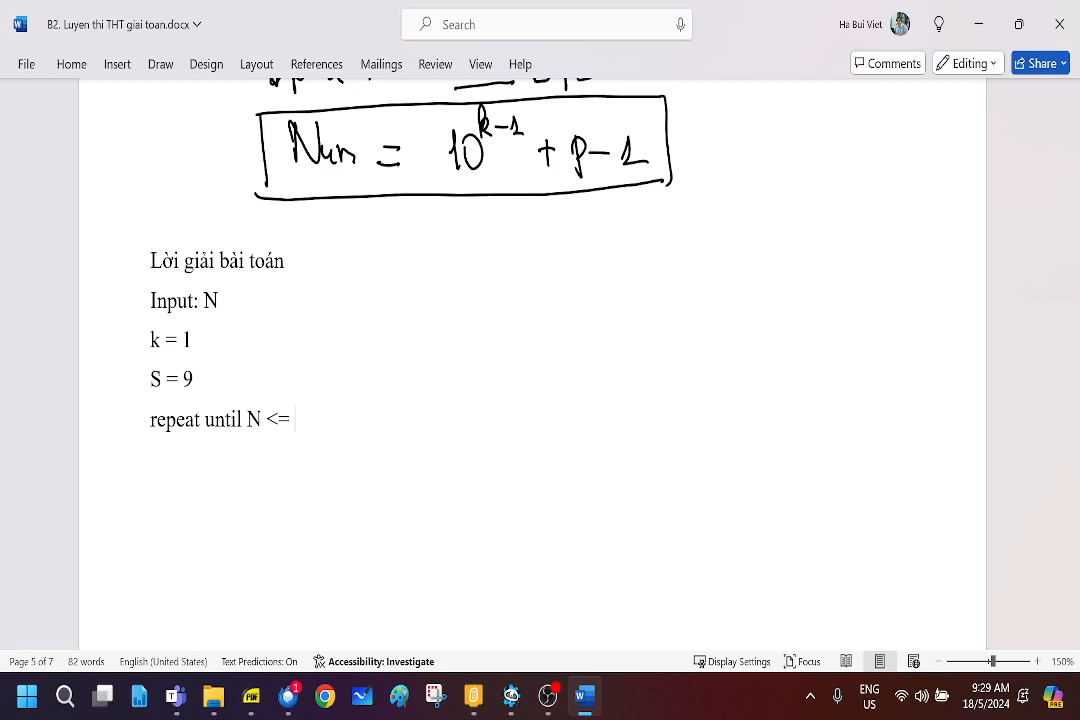 B2. Luyen thi THT giai toan.docx
Search
Ha Bui Viet
File Home Insert Draw Design Layout References Mailings Review View Help
Comments Editing Share
Num = 10^{k-1} + p - 1
Lời giải bài toán
Input: N
k = 1
S = 9
repeat until N <=
Page 5 of 7 82 words English (United States) Text Predictions: On Accessibility: Investigate Display Settings Focus 150%
ENG
US
9:29 AM
18/5/2024